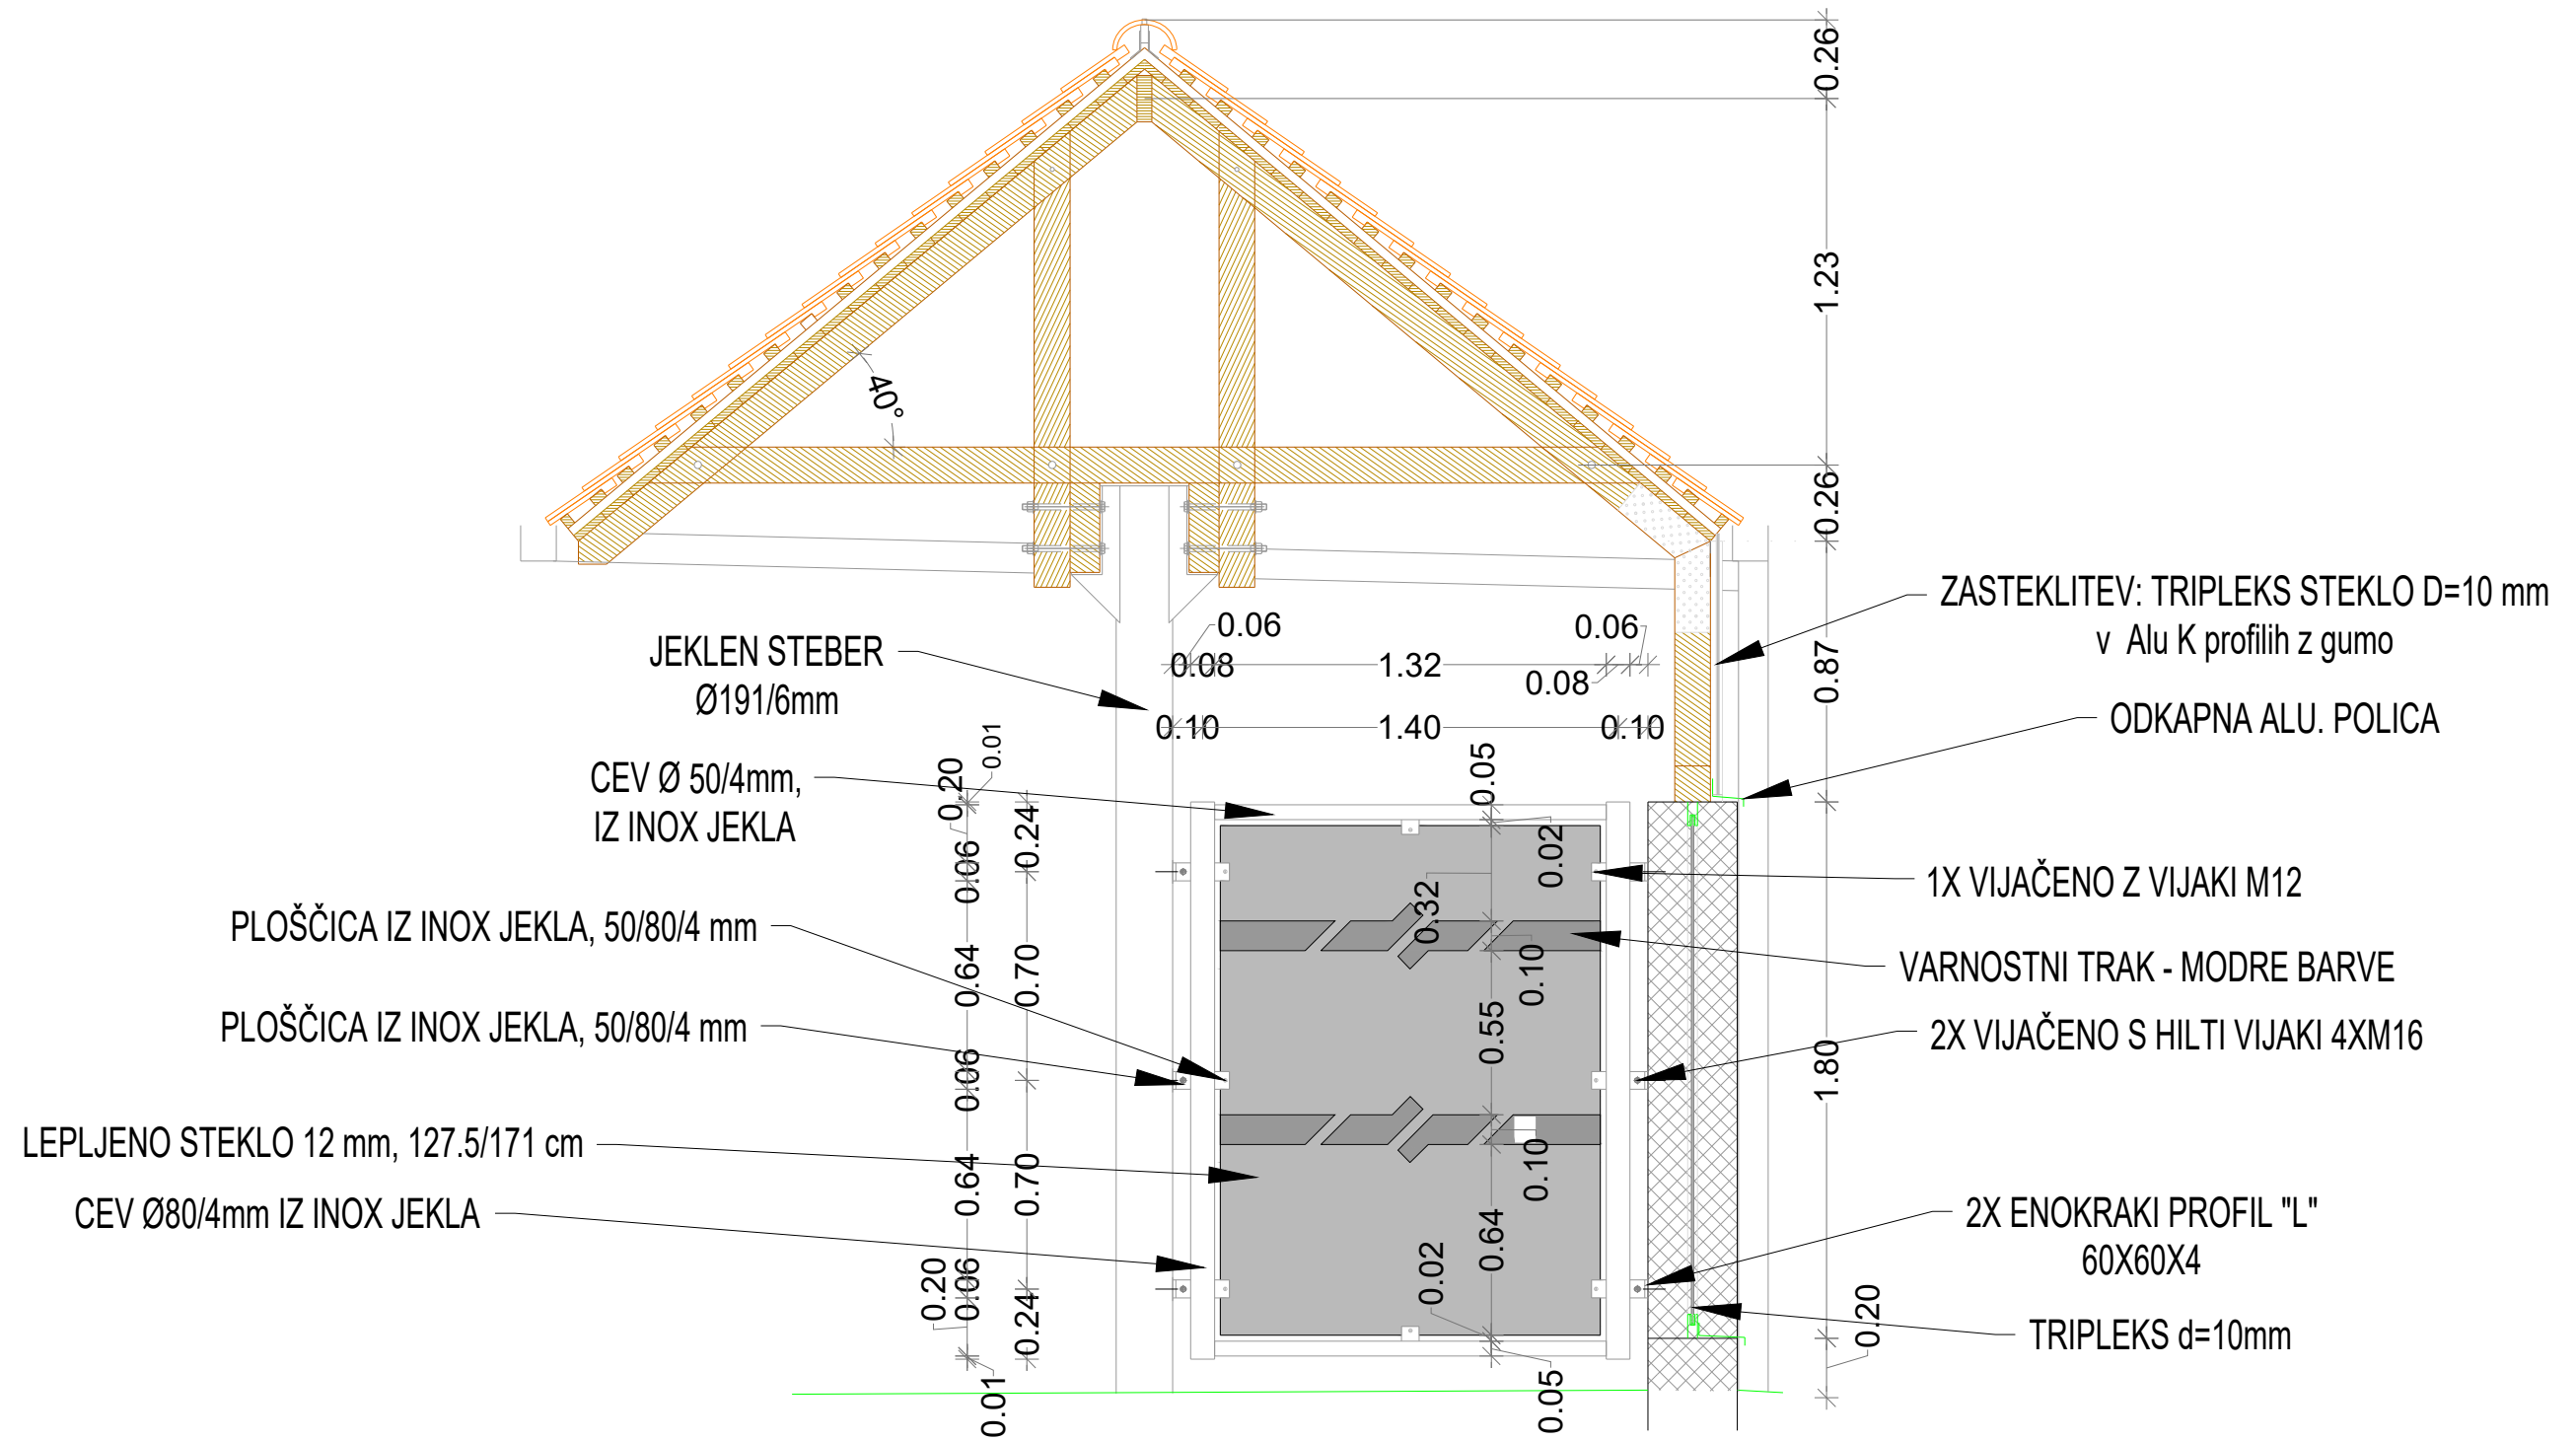 0.26
1.23
40°
0.26
ZASTEKLITEV: TRIPLEKS STEKLO D=10 mm
v Alu K profilih z gumo
0.87
ODKAPNA ALU. POLICA
JEKLEN STEBER
Ø191/6mm
0.06
0.06
0.08
1.32
0.08
0.10
1.40
0.10
CEV Ø 50/4mm,
IZ INOX JEKLA
0.20
0.01
0.05
0.24
0.06
0.02
0.32
1X VIJAČENO Z VIJAKI M12
PLOŠČICA IZ INOX JEKLA, 50/80/4 mm
0.64
0.70
0.10
VARNOSTNI TRAK - MODRE BARVE
PLOŠČICA IZ INOX JEKLA, 50/80/4 mm
0.55
2X VIJAČENO S HILTI VIJAKI 4XM16
0.06
1.80
LEPLJENO STEKLO 12 mm, 127.5/171 cm
0.64
0.70
0.10
CEV Ø80/4mm IZ INOX JEKLA
0.64
2X ENOKRAKI PROFIL "L"
60X60X4
0.20
0.06
0.24
0.02
0.20
TRIPLEKS d=10mm
0.01
0.05